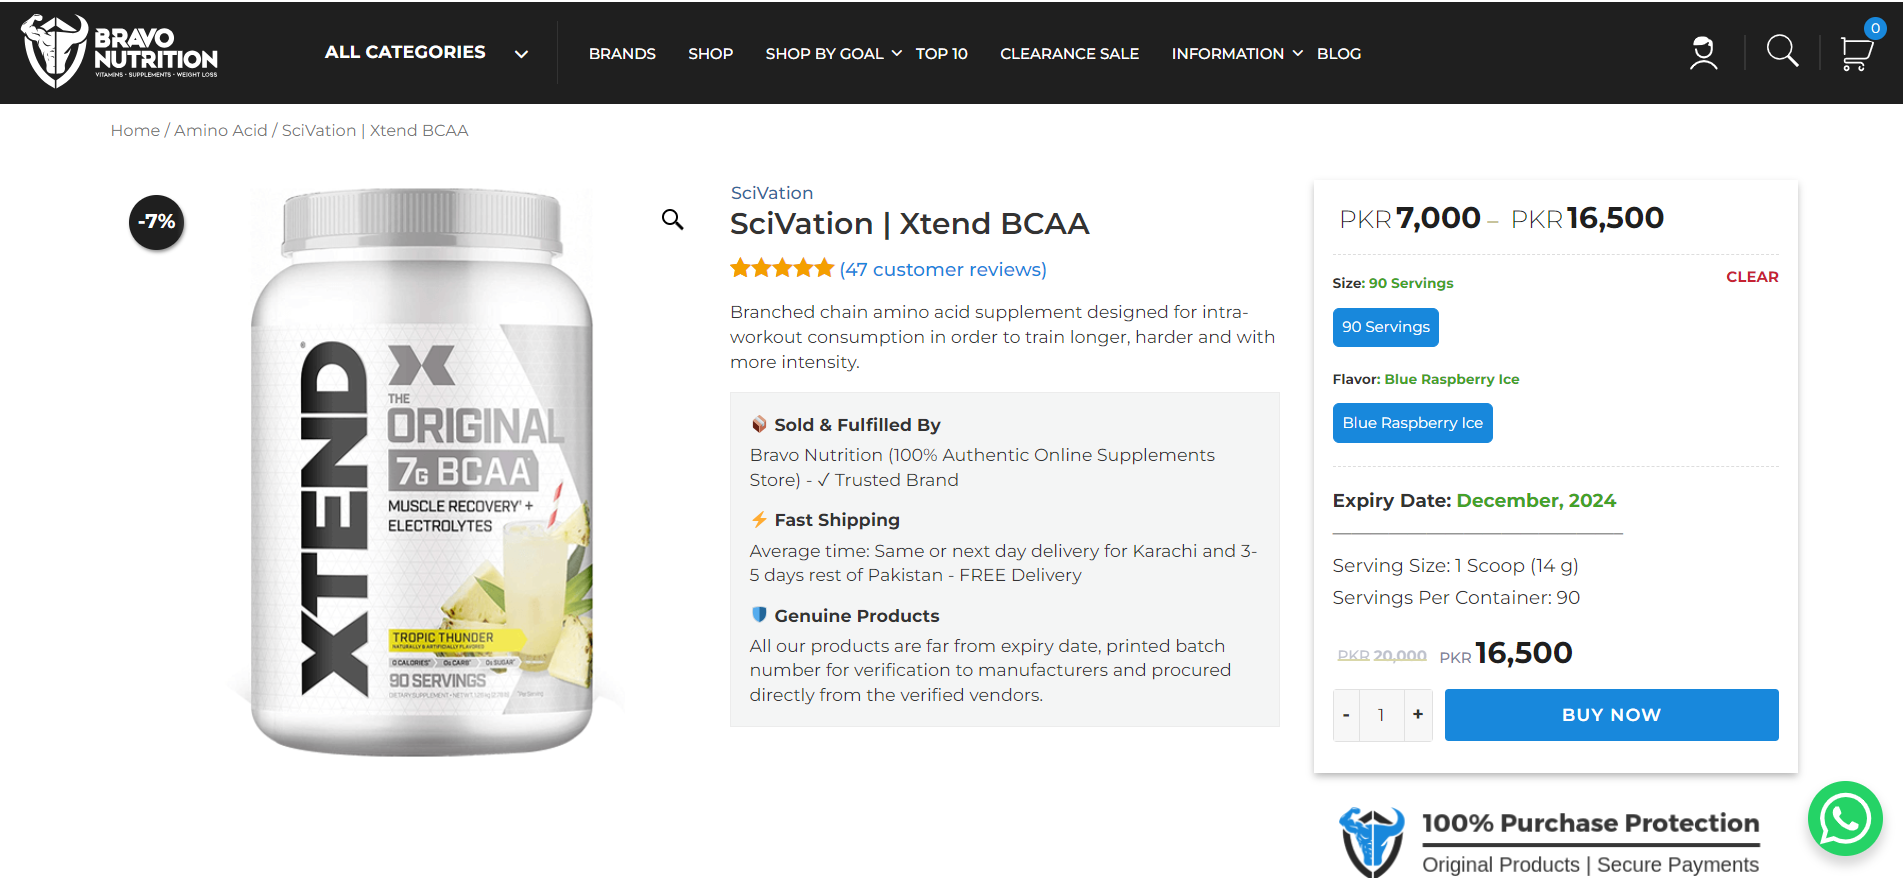 BRAVO
NUTRITION
VITAMINS - SUPPLEMENTS - WEIGHT LOSS
ALL CATEGORIES
BRANDS
SHOP
SHOP BY GOAL
TOP 10
CLEARANCE SALE
INFORMATION
BLOG
0
Home / Amino Acid / SciVation | Xtend BCAA
-7%
XTEND
X
THE
ORIGINAL
7G BCAA
MUSCLE RECOVERY +
ELECTROLYTES
TROPIC THUNDER
NATURALLY & ARTIFICIALLY FLAVORED
0 CALORIES* 0G CARB* 0G SUGAR*
90 SERVINGS
SciVation
SciVation | Xtend BCAA
(47 customer reviews)
Branched chain amino acid supplement designed for intra-
workout consumption in order to train longer, harder and with
more intensity.
Sold & Fulfilled By
Bravo Nutrition (100% Authentic Online Supplements
Store) - ✓ Trusted Brand
Fast Shipping
Average time: Same or next day delivery for Karachi and 3-
5 days rest of Pakistan - FREE Delivery
Genuine Products
All our products are far from expiry date, printed batch
number for verification to manufacturers and procured
directly from the verified vendors.
PKR 7,000 – PKR 16,500
Size: 90 Servings
CLEAR
90 Servings
Flavor: Blue Raspberry Ice
Blue Raspberry Ice
Expiry Date: December, 2024
Serving Size: 1 Scoop (14 g)
Servings Per Container: 90
PKR 20,000 PKR 16,500
- 1 +
BUY NOW
100% Purchase Protection
Original Products | Secure Payments